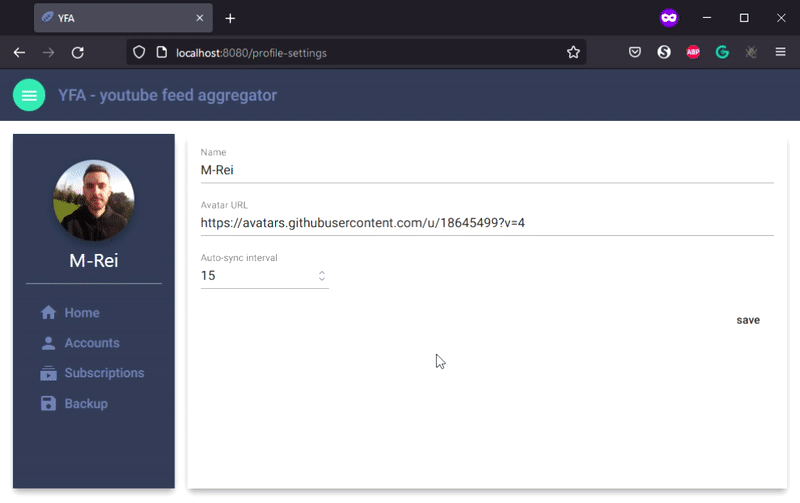 YFA
localhost:8080/profile-settings
ABP
YFA - youtube feed aggregator
M-Rei
Home
Accounts
Subscriptions
Backup
Name
M-Rei
Avatar URL
https://avatars.githubusercontent.com/u/18645499?v=4
Auto-sync interval
15
save